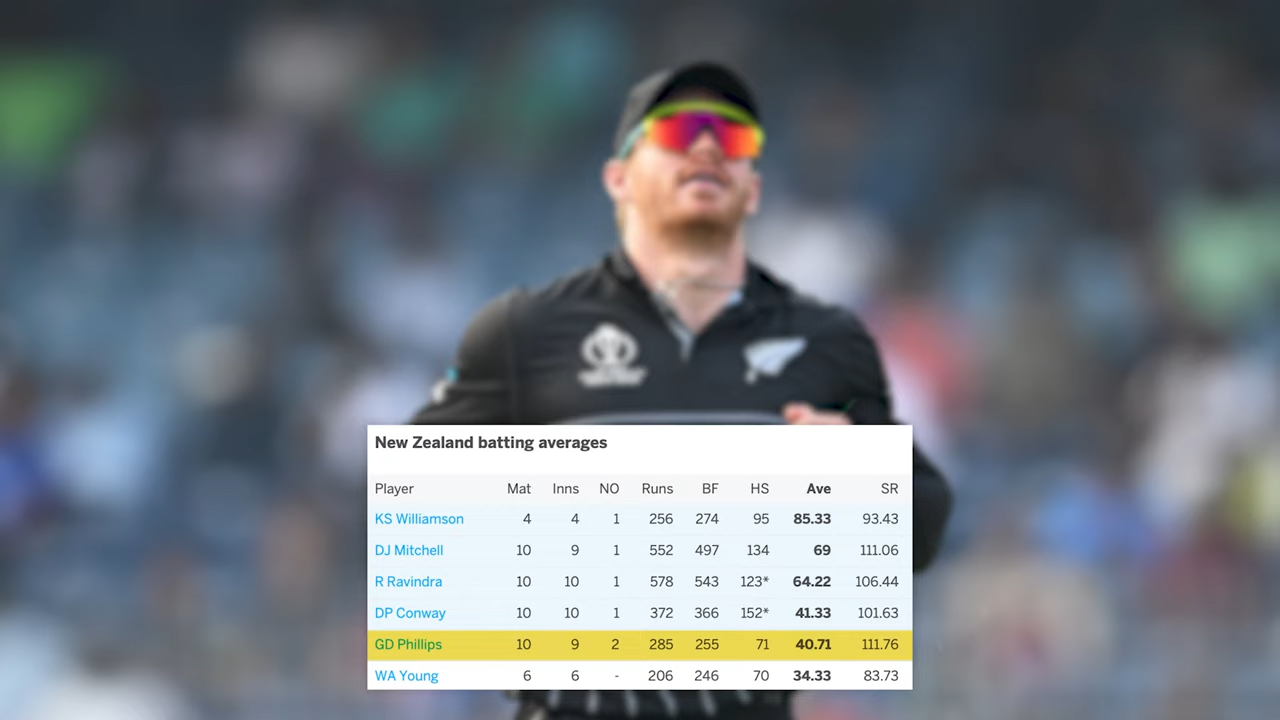 New Zealand batting averages
Player Mat Inns NO Runs BF HS Ave SR
KS Williamson 4 4 1 256 274 95 85.33 93.43
DJ Mitchell 10 9 1 552 497 134 69 111.06
R Ravindra 10 10 1 578 543 123* 64.22 106.44
DP Conway 10 10 1 372 366 152* 41.33 101.63
GD Phillips 10 9 2 285 255 71 40.71 111.76
WA Young 6 6 - 206 246 70 34.33 83.73